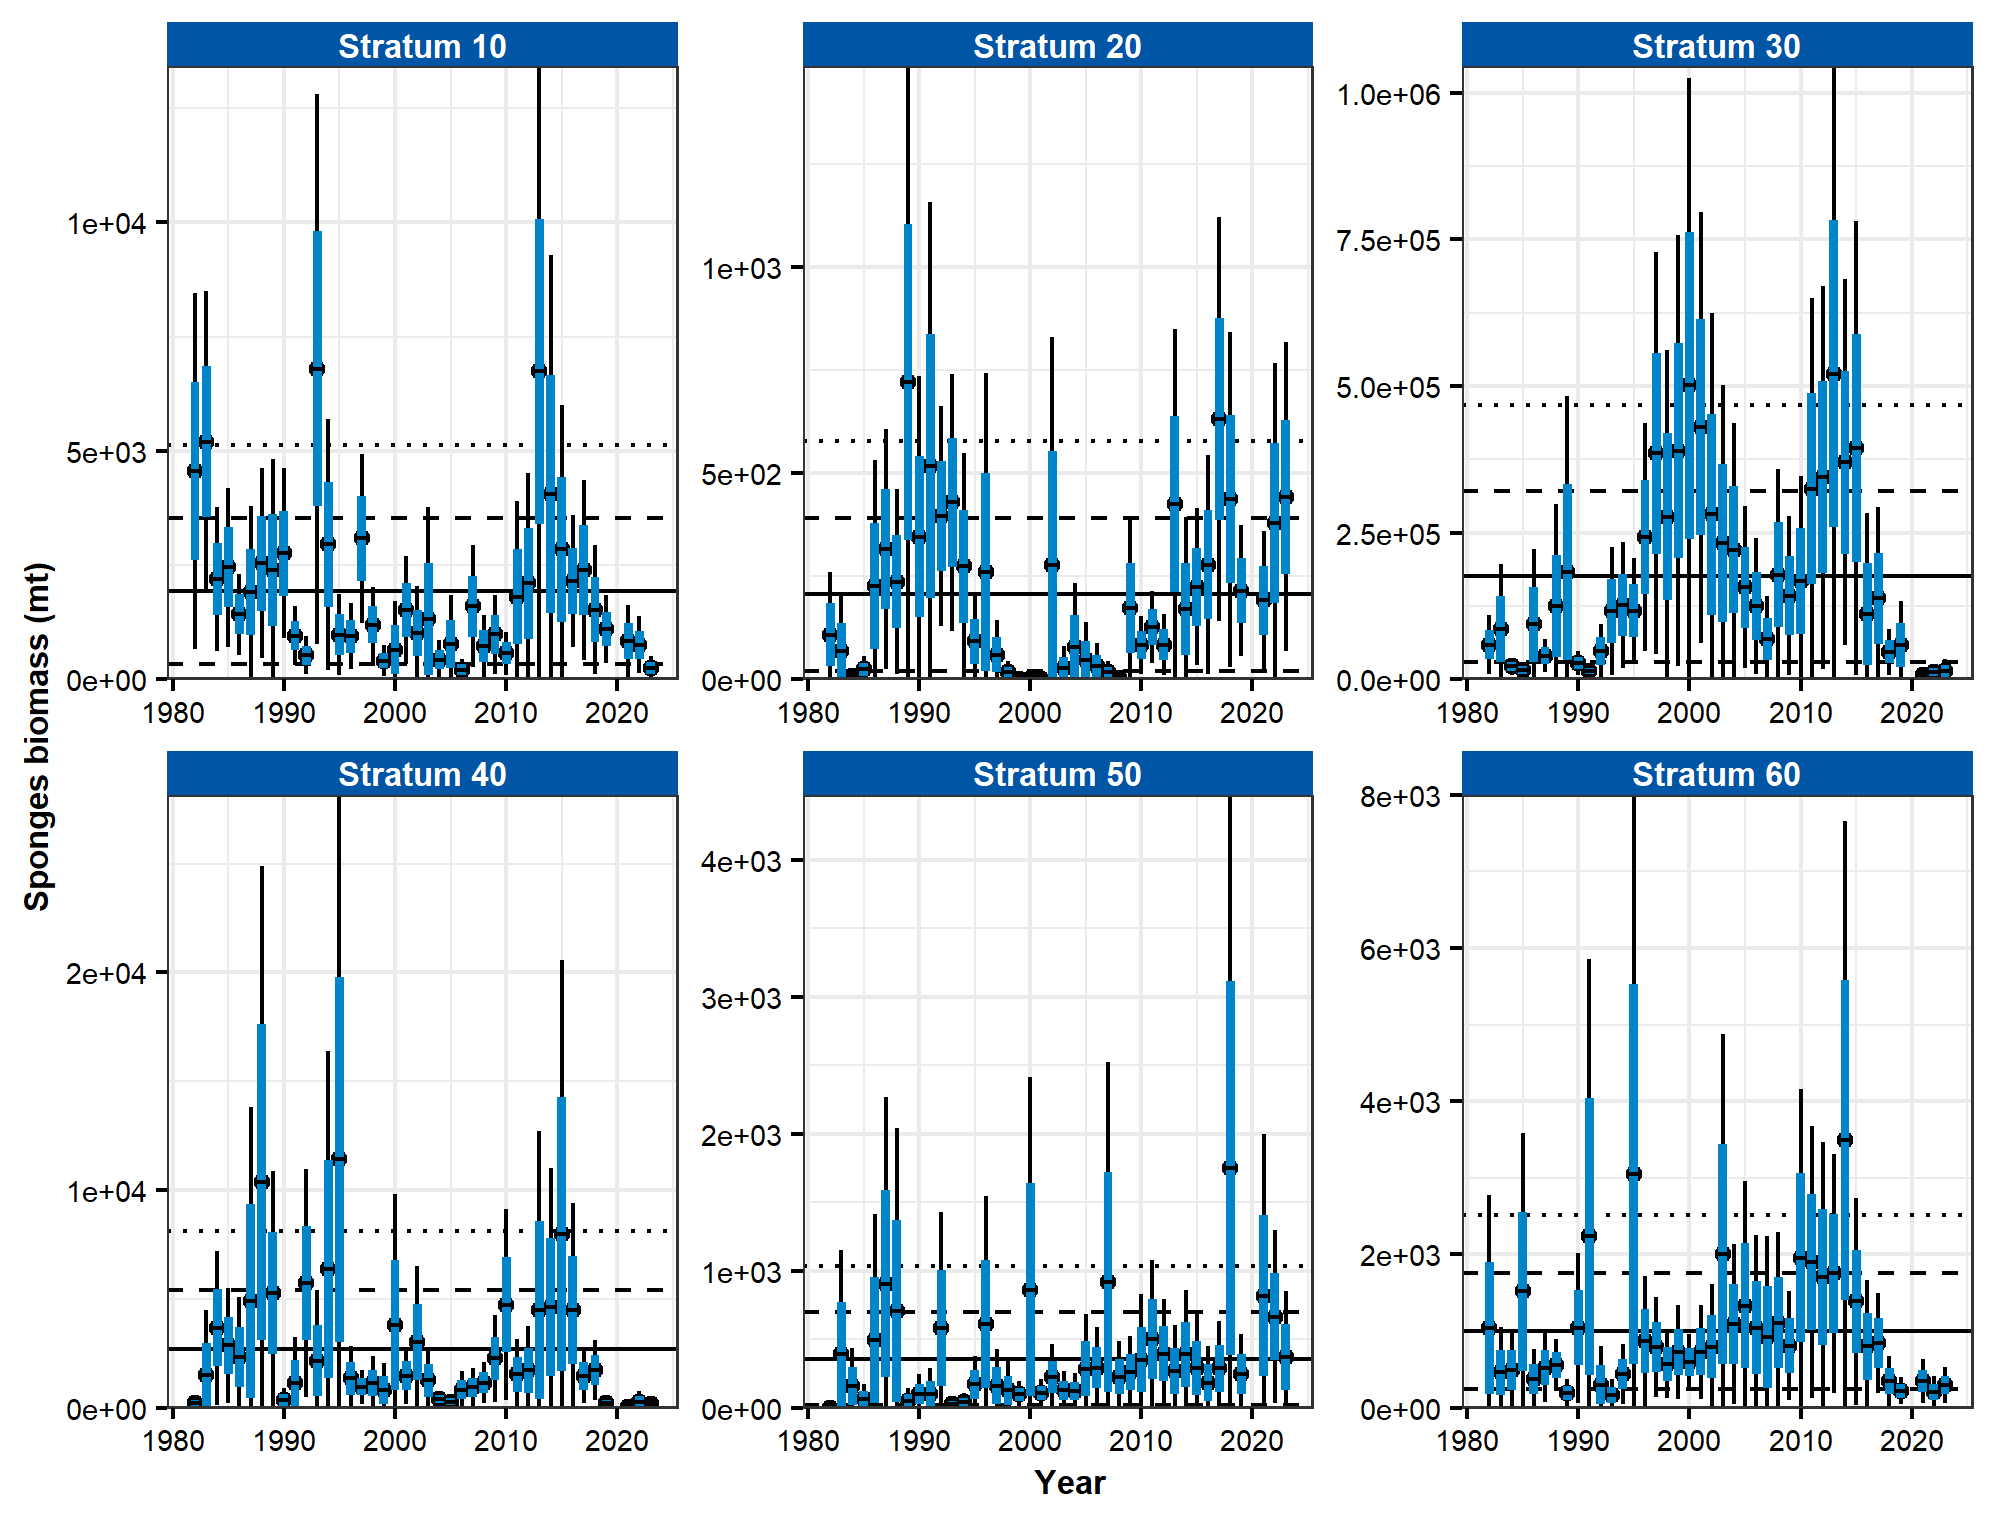 Stratum 10 Stratum 20 Stratum 30
1e+04
5e+03
0e+00
1e+03
5e+02
0e+00
1.0e+06
7.5e+05
5.0e+05
2.5e+05
0.0e+00
1980 1990 2000 2010 2020 1980 1990 2000 2010 2020 1980 1990 2000 2010 2020
Sponges biomass (mt)
Stratum 40 Stratum 50 Stratum 60
2e+04
1e+04
0e+00
4e+03
3e+03
2e+03
1e+03
0e+00
8e+03
6e+03
4e+03
2e+03
0e+00
1980 1990 2000 2010 2020 1980 1990 2000 2010 2020 1980 1990 2000 2010 2020
Year